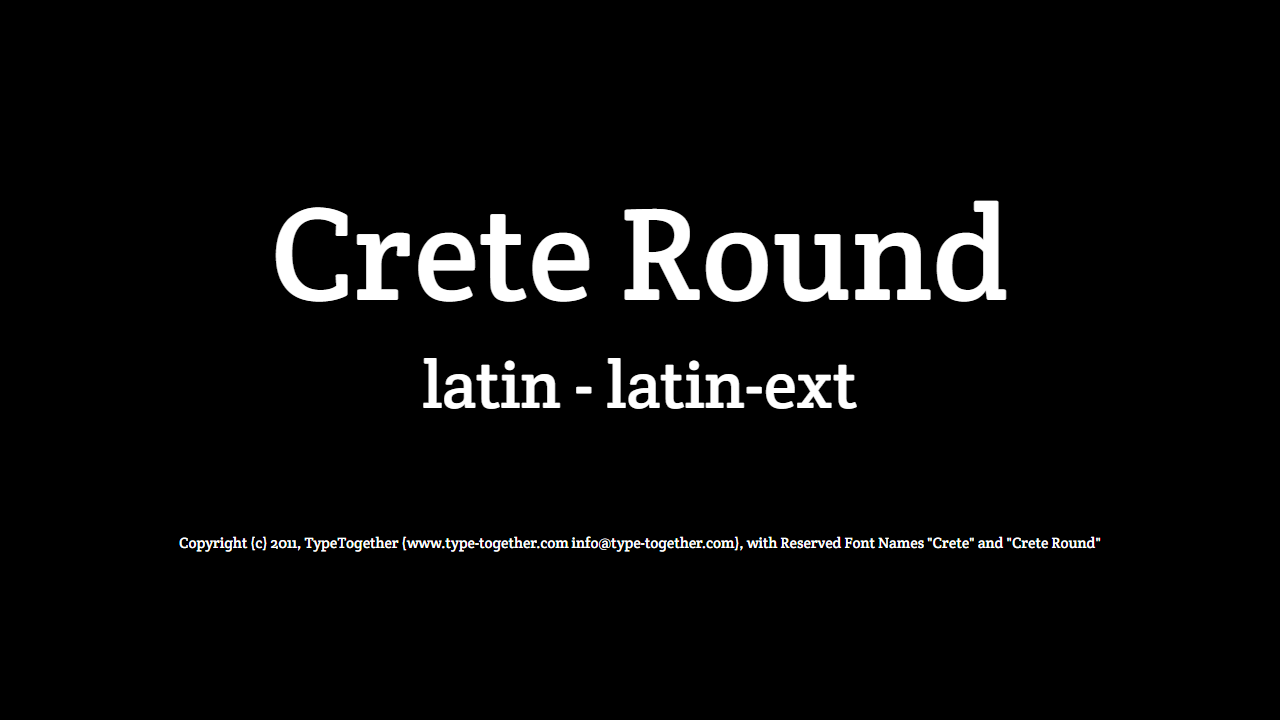 Crete Round
latin - latin-ext
Copyright (c) 2011, TypeTogether (www.type-together.com info@type-together.com), with Reserved Font Names "Crete" and "Crete Round"